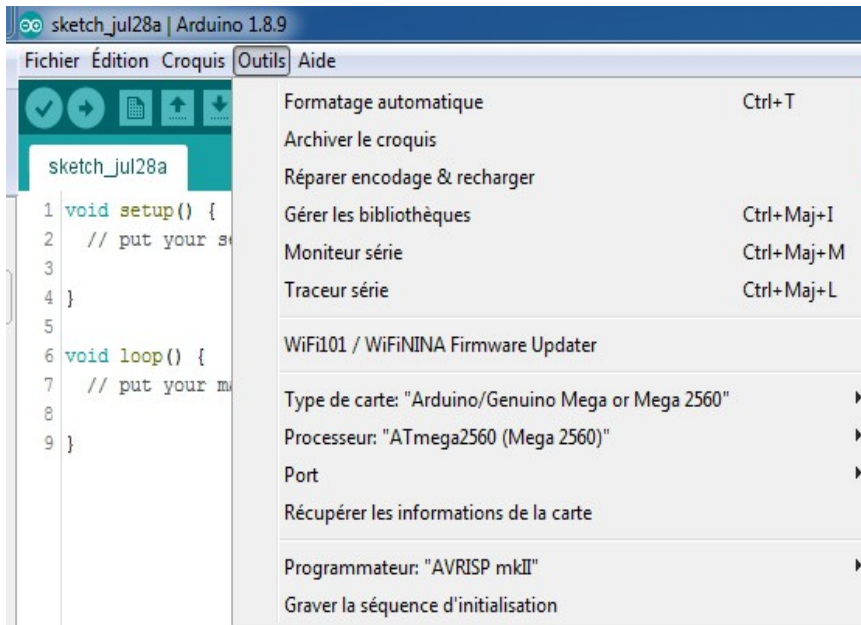 sketch_jul28a | Arduino 1.8.9
Fichier Édition Croquis Outils Aide
Formatage automatique Ctrl+T
Archiver le croquis
Réparer encodage & recharger
Gérer les bibliothèques Ctrl+Maj+I
Moniteur série Ctrl+Maj+M
Traceur série Ctrl+Maj+L
WiFi101 / WiFiNINA Firmware Updater
Type de carte: "Arduino/Genuino Mega or Mega 2560"
Processeur: "ATmega2560 (Mega 2560)"
Port
Récupérer les informations de la carte
Programmateur: "AVRISP mkII"
Graver la séquence d'initialisation
sketch_jul28a
1 void setup() {
2 // put your
3
4 }
5
6 void loop() {
7 // put your
8
9 }